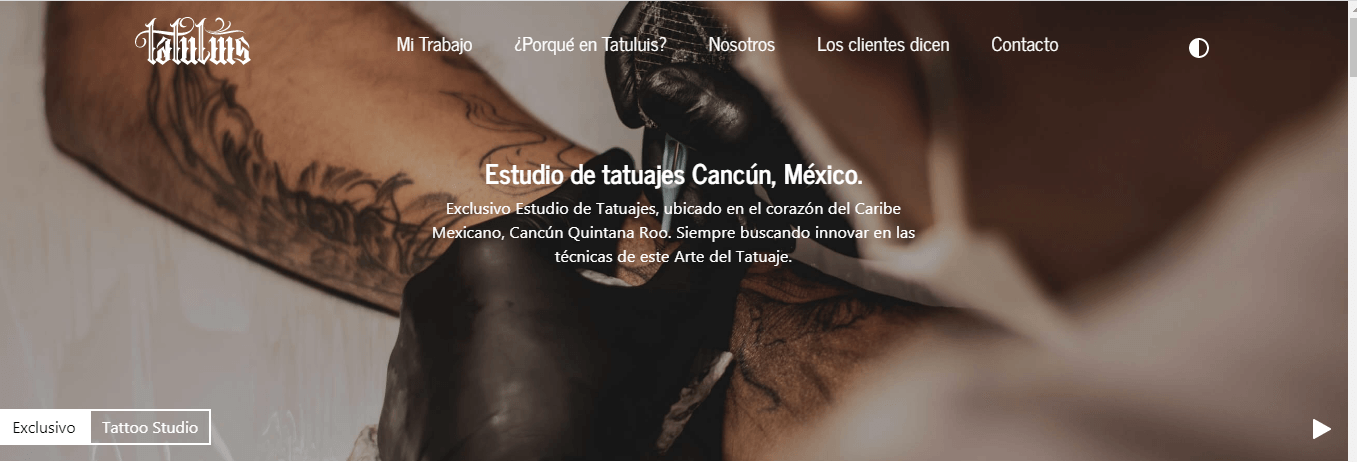 tatuluis
Mi Trabajo ¿Porqué en Tatuluis? Nosotros Los clientes dicen Contacto
Estudio de tatuajes Cancún, México.
Exclusivo Estudio de Tatuajes, ubicado en el corazón del Caribe
Mexicano, Cancún Quintana Roo. Siempre buscando innovar en las
técnicas de este Arte del Tatuaje.
Exclusivo Tattoo Studio